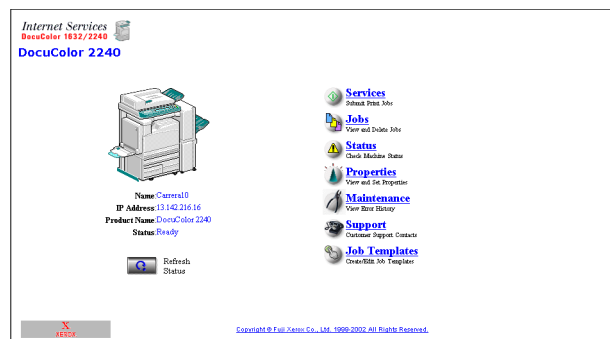 Internet Services
DocuColor 1632/2240
DocuColor 2240
Services
Submit Print Jobs
Jobs
View and Delete Jobs
Status
Check Machine Status
Properties
View and Set Properties
Maintenance
View Error History
Support
Customer Support Contacts
Job Templates
Create/Edit Job Templates
Name:Carrera10
IP Address:13.142.216.16
Product Name:DocuColor 2240
Status:Ready
Refresh
Status
X
XEROX
Copyright © Fuji Xerox Co., Ltd. 1999-2002 All Rights Reserved.